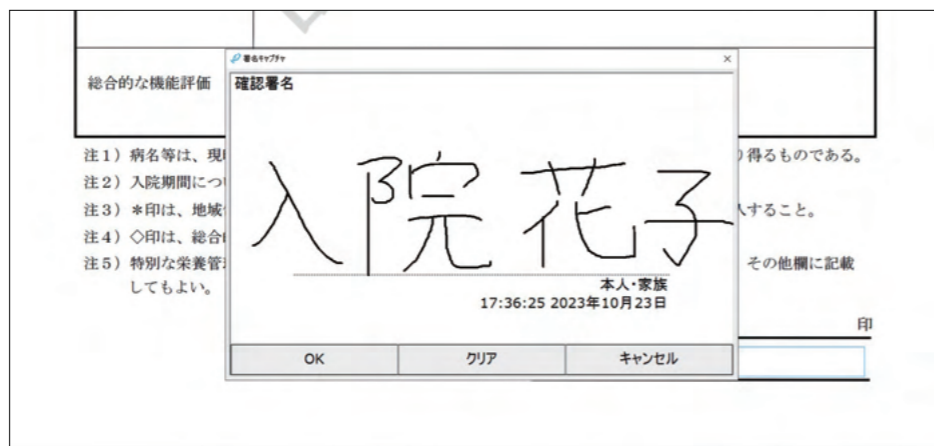 署名キャプチャ
確認署名
総合的な機能評価
入院 花子
本人・家族
17:36:25 2023年10月23日
OK
クリア
キャンセル
注1）病名等は、現
り得るものである。
注2）入院期間につ
注3）＊印は、地域
すること。
注4）◇印は、総合
注5）特別な栄養管
その他欄に記載
してもよい。
印